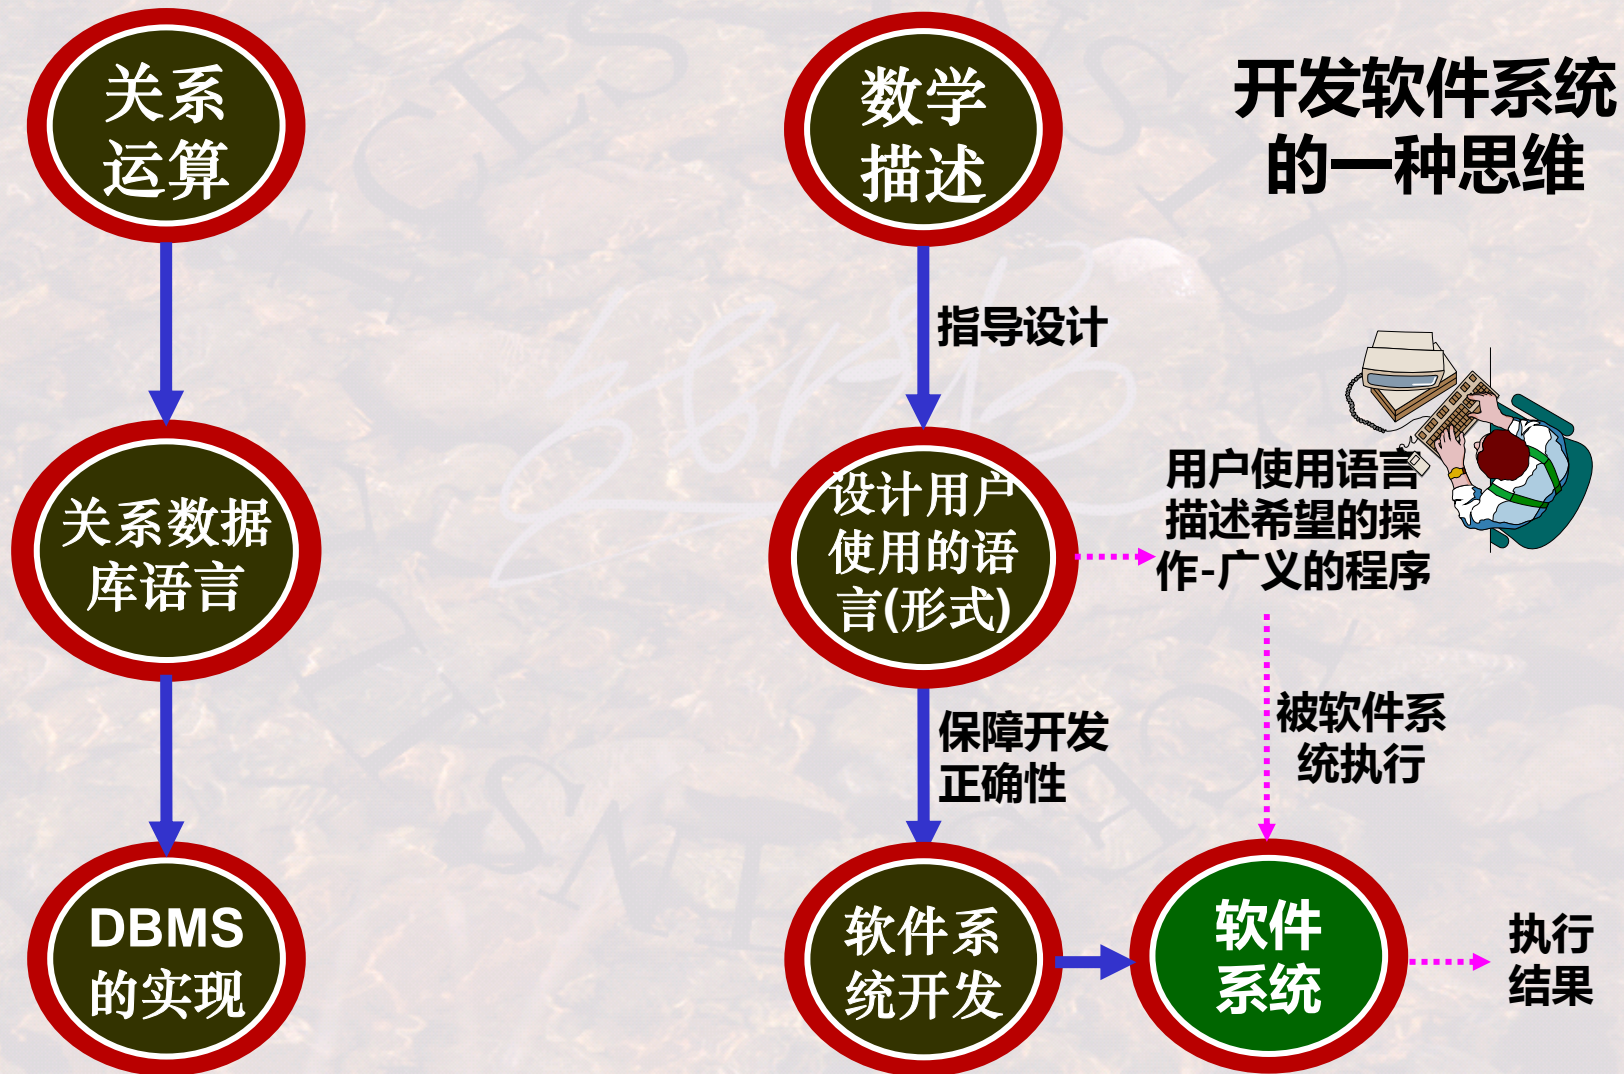 关系
运算
关系数据
库语言
DBMS
的实现
数学
描述
指导设计
设计用户
使用的语
言(形式)
保障开发
正确性
软件系
统开发
开发软件系统
的一种思维
用户使用语言
描述希望的操
作-广义的程序
被软件系
统执行
软件
系统
执行
结果